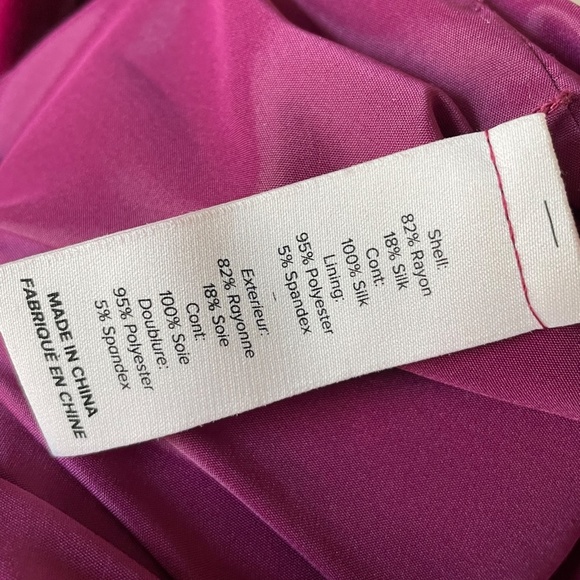 Shell:
82% Rayon
18% Silk
Cont:
100% Silk
Lining:
95% Polyester
5% Spandex
Exterieur:
82% Rayonne
18% Soie
Cont:
100% Soie
Doublure:
95% Polyester
5% Spandex
MADE IN CHINA
FABRIQUÉ EN CHINE